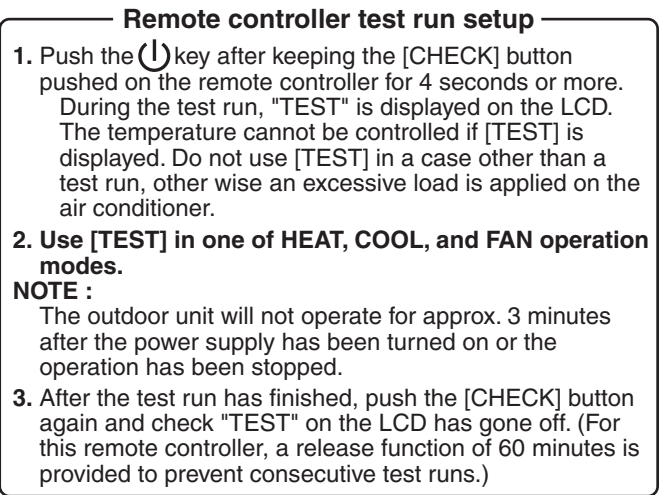 Remote controller test run setup
1. Push the key after keeping the [CHECK] button
pushed on the remote controller for 4 seconds or more.
During the test run, "TEST" is displayed on the LCD.
The temperature cannot be controlled if [TEST] is
displayed. Do not use [TEST] in a case other than a
test run, other wise an excessive load is applied on the
air conditioner.
2. Use [TEST] in one of HEAT, COOL, and FAN operation
modes.
NOTE :
The outdoor unit will not operate for approx. 3 minutes
after the power supply has been turned on or the
operation has been stopped.
3. After the test run has finished, push the [CHECK] button
again and check "TEST" on the LCD has gone off. (For
this remote controller, a release function of 60 minutes is
provided to prevent consecutive test runs.)